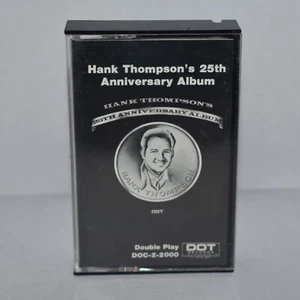 Hank Thompson's 25th
Anniversary Album
HANK THOMPSON'S
25TH ANNIVERSARY ALBUM
HANK THOMPSON
DOT
Double Play
DOC-2-2000
DOT
RECORDS